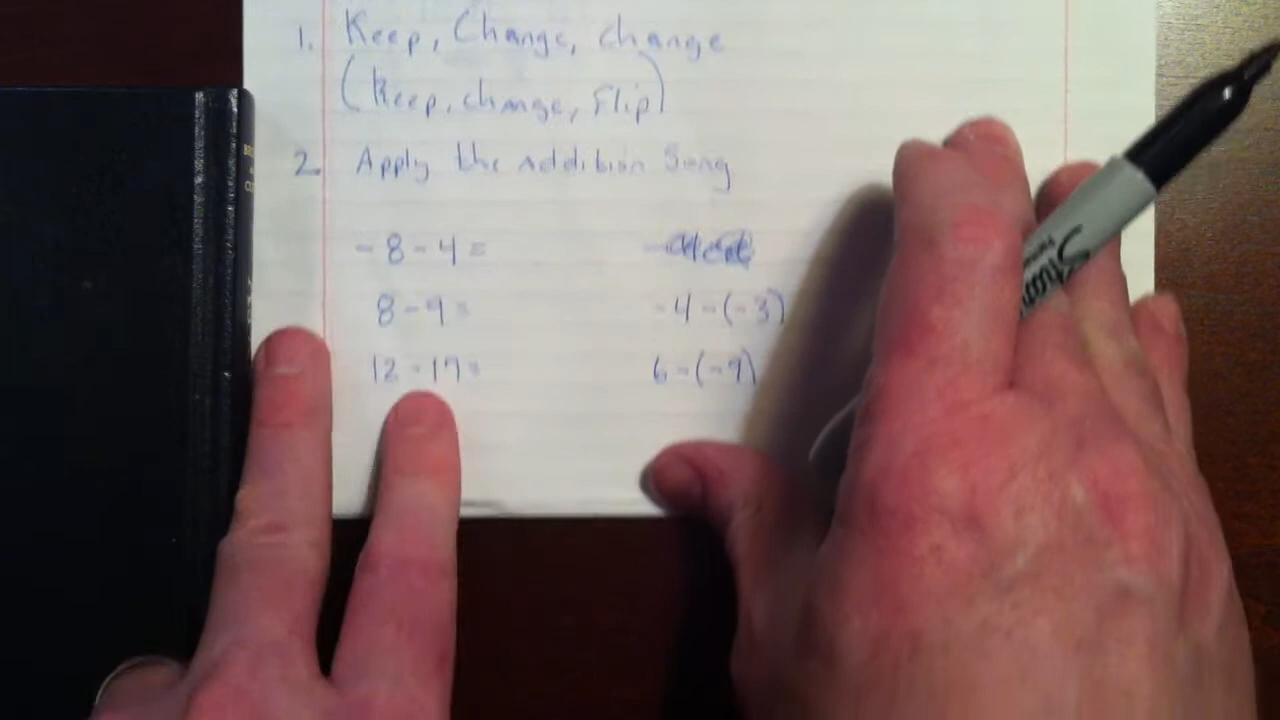 1. Keep, Change, change
(Keep, change, Flip)
2. Apply the Addition Song
-8-4=
8-9=
12-17=
-4-(-3)
6-(-9)